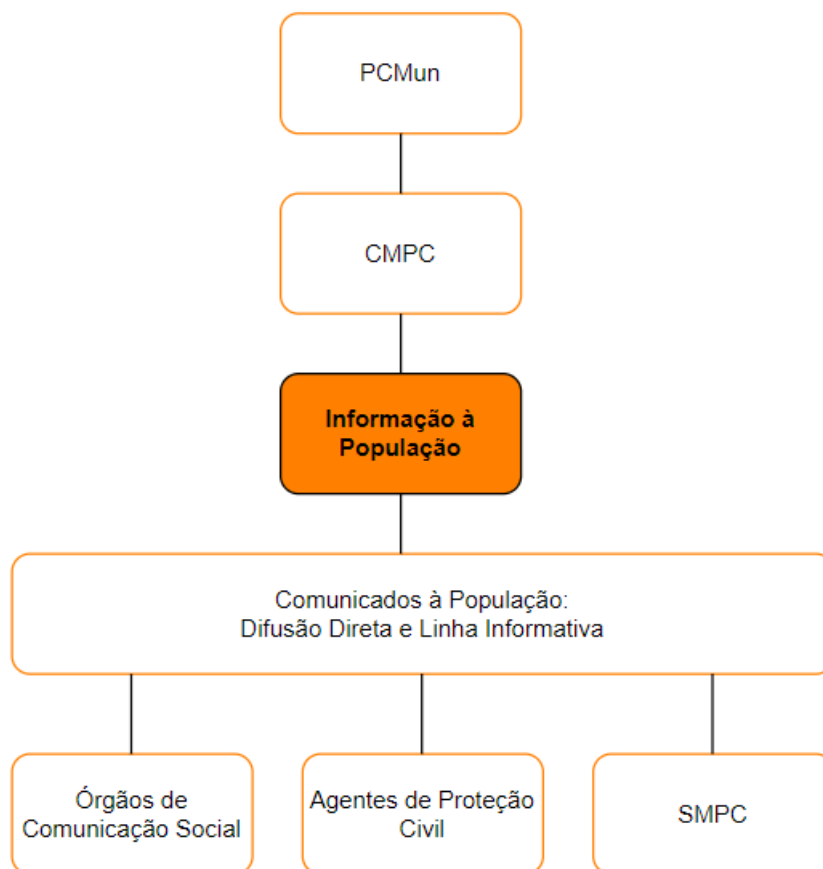 PCMun
CMPC
Informação à
População
Comunicados à População:
Difusão Direta e Linha Informativa
Órgãos de
Comunicação Social
Agentes de Proteção
Civil
SMPC